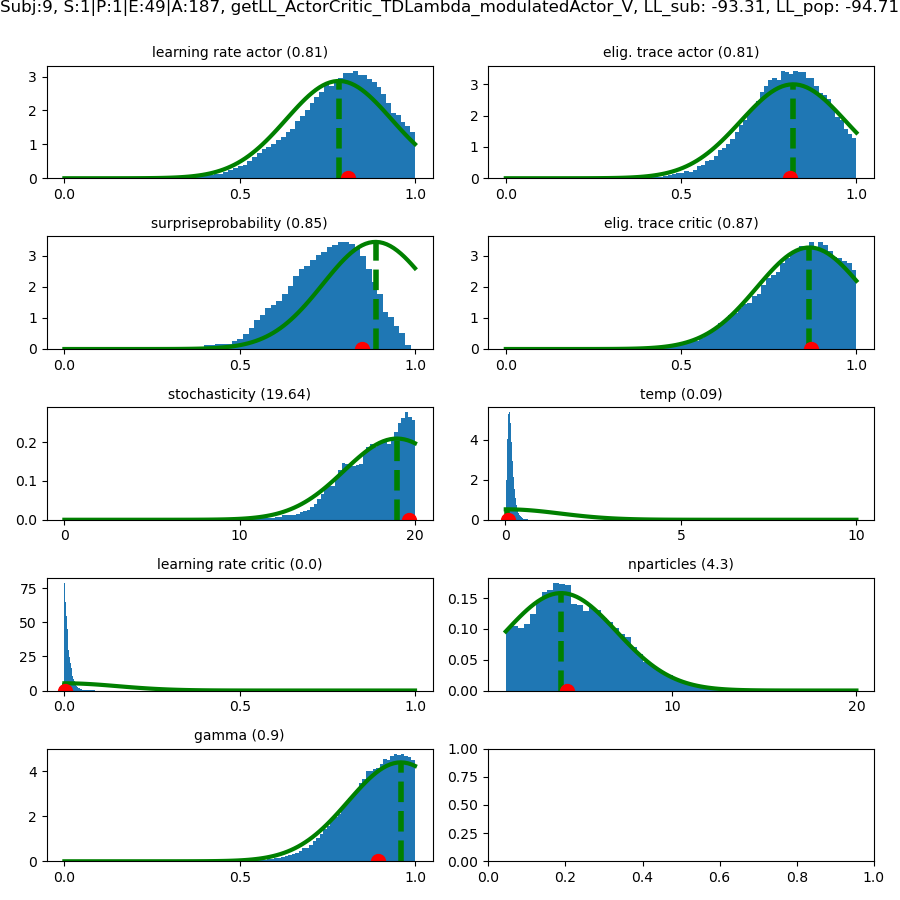 Subj:9, S:1|P:1|E:49|A:187, getLL_ActorCritic_TDLambda_modulatedActor_V, LL_sub: -93.31, LL_pop: -94.71
learning rate actor (0.81)
3
2
1
0
0.0 0.5 1.0
elig. trace actor (0.81)
3
2
1
0
0.0 0.5 1.0
surpriseprobability (0.85)
3
2
1
0
0.0 0.5 1.0
elig. trace critic (0.87)
3
2
1
0
0.0 0.5 1.0
stochasticity (19.64)
0.2
0.1
0.0
0 10 20
temp (0.09)
4
2
0
0 5 10
learning rate critic (0.0)
75
50
25
0
0.0 0.5 1.0
nparticles (4.3)
0.15
0.10
0.05
0.00
10 20
gamma (0.9)
4
2
0
0.0 0.5 1.0
1.00
0.75
0.50
0.25
0.00
0.0 0.2 0.4 0.6 0.8 1.0